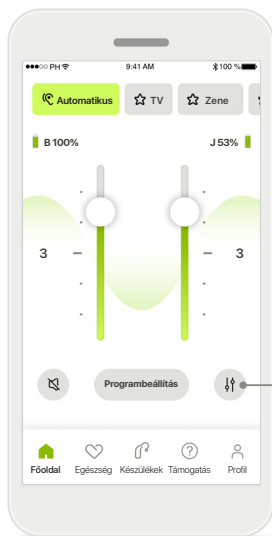 PH 9:41 AM 100 %
Automatikus TV Zene
B 100% J 53%
3 3
Programbeállítás
Főoldal Egészség Készülékek Támogatás Profil